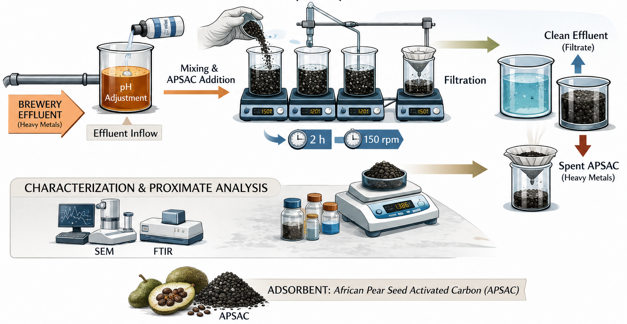 pH
Adjustment
BREWERY
EFFLUENT
(Heavy Metals)
Effluent Inflow
Mixing &
APSAC Addition
Filtration
2 h
150 rpm
Clean Effluent
(Filtrate)
Spent APSAC
(Heavy Metals)
CHARACTERIZATION & PROXIMATE ANALYSIS
SEM
FTIR
APSAC
ADSORBENT: African Pear Seed Activated Carbon (APSAC)